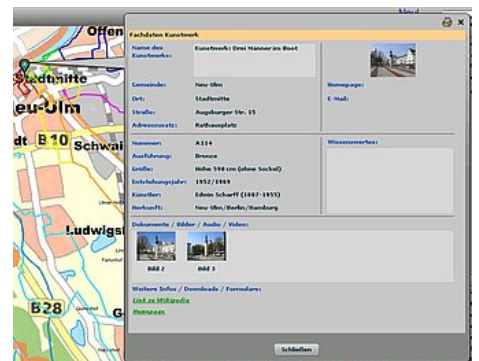 Neu!
Offen
Stadtmitte
eu-Ulm
dt B10 Schwai
Ludwigsf
B28
G
Fachdaten Kunstwerk
Name des Kunstwerks: Kunstwerk: Drei Männer im Boot
Gemeinde: Neu-Ulm
Ort: Stadtmitte
Straße: Augsburger Str. 15
Adresszusatz: Rathausplatz
Homepage:
E-Mail:
Nummer: A114
Ausführung: Bronze
Größe: Höhe 590 cm (ohne Sockel)
Entstehungsjahr: 1952/1969
Künstler: Edwin Scharff (1887-1955)
Herkunft: Neu-Ulm/Berlin/Hamburg
Wissenswertes:
Dokumente / Bilder / Audio / Video:
Bild 2 Bild 3
Weitere Infos / Downloads / Formulare:
Link zu Wikipedia
Homepage
Schließen